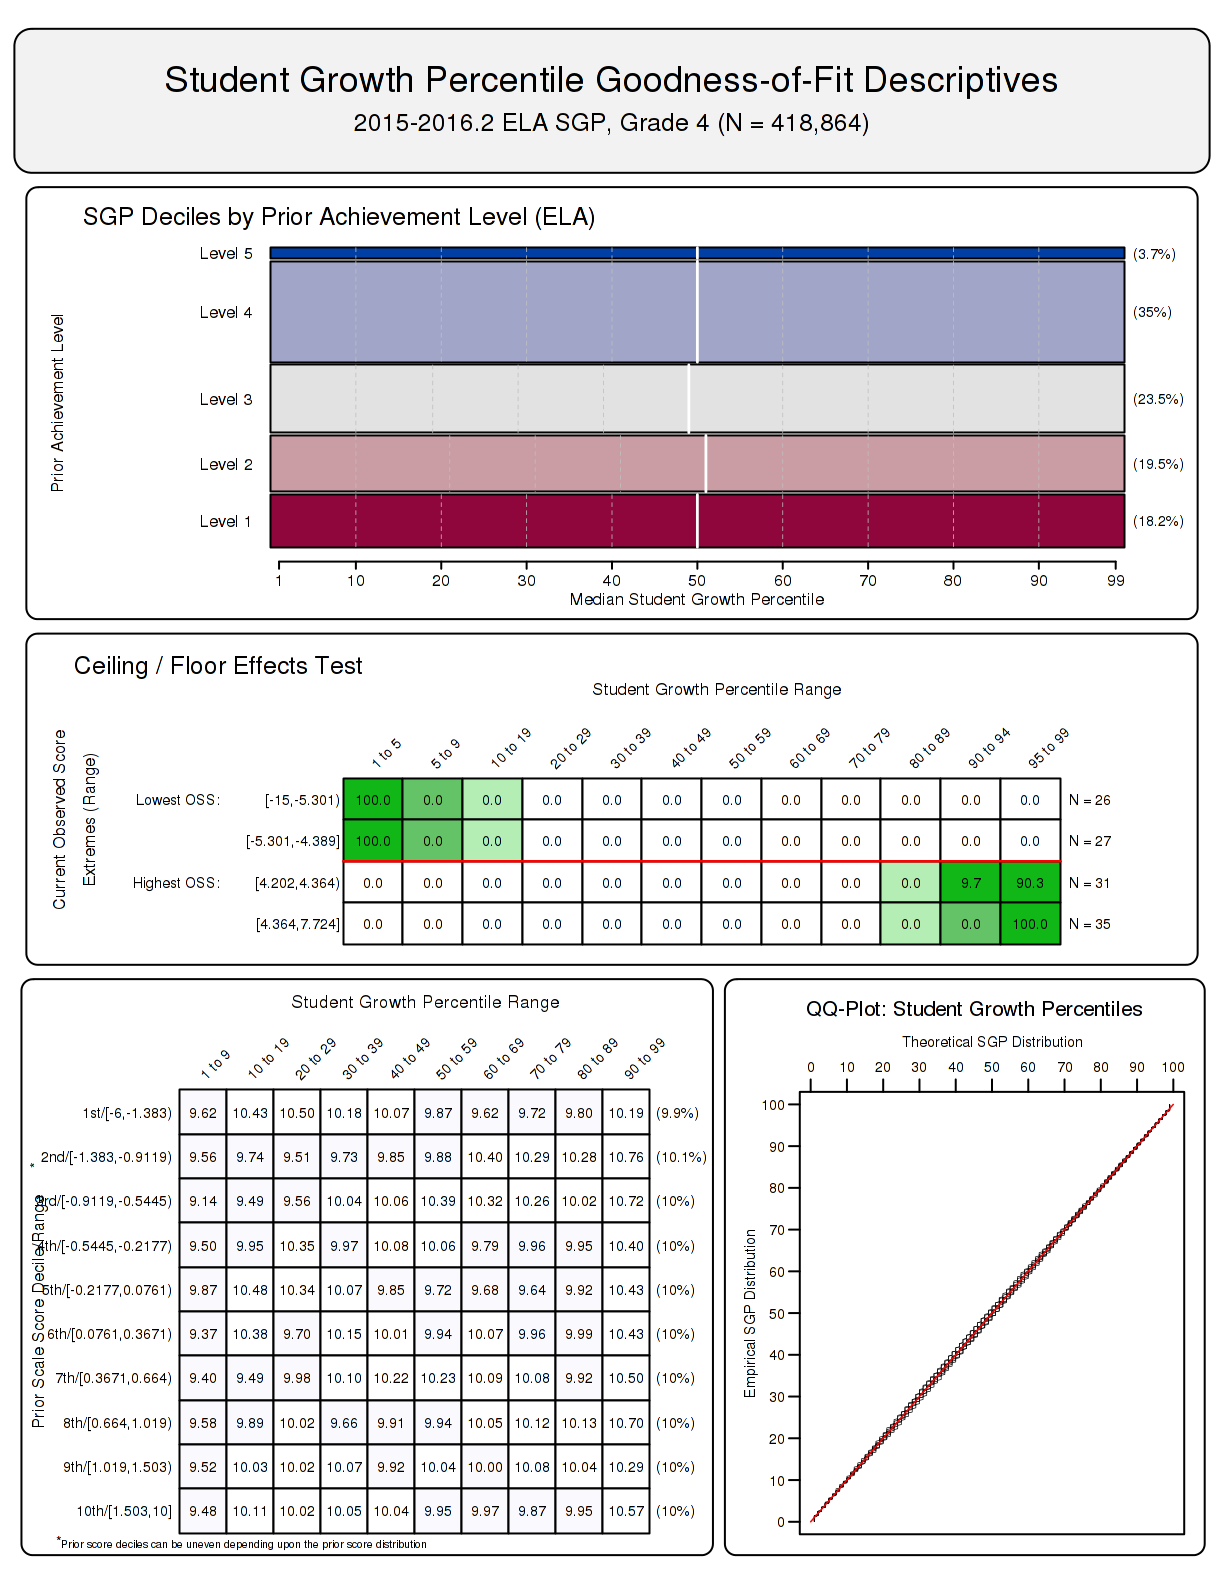 Student Growth Percentile Goodness-of-Fit Descriptives
2015-2016.2 ELA SGP, Grade 4 (N = 418,864)
SGP Deciles by Prior Achievement Level (ELA)
Prior Achievement Level
Level 5 (3.7%)
Level 4 (35%)
Level 3 (23.5%)
Level 2 (19.5%)
Level 1 (18.2%)
1 10 20 30 40 50 60 70 80 90 99
Median Student Growth Percentile
Ceiling / Floor Effects Test
Student Growth Percentile Range
Current Observed Score
Extremes (Range)
1 to 5 5 to 9 10 to 19 20 to 29 30 to 39 40 to 49 50 to 59 60 to 69 70 to 79 80 to 89 90 to 94 95 to 99
Lowest OSS: [-15,-5.301) 100.0 0.0 0.0 0.0 0.0 0.0 0.0 0.0 0.0 0.0 0.0 0.0 N = 26
[-5.301,-4.389] 100.0 0.0 0.0 0.0 0.0 0.0 0.0 0.0 0.0 0.0 0.0 0.0 N = 27
Highest OSS: [4.202,4.364) 0.0 0.0 0.0 0.0 0.0 0.0 0.0 0.0 0.0 0.0 9.7 90.3 N = 31
[4.364,7.724] 0.0 0.0 0.0 0.0 0.0 0.0 0.0 0.0 0.0 0.0 0.0 100.0 N = 35
Student Growth Percentile Range
Prior Scale Score Decile/Range *
1 to 9 10 to 19 20 to 29 30 to 39 40 to 49 50 to 59 60 to 69 70 to 79 80 to 89 90 to 99
1st/[-6,-1.383) 9.62 10.43 10.50 10.18 10.07 9.87 9.62 9.72 9.80 10.19 (9.9%)
2nd/[-1.383,-0.9119) 9.56 9.74 9.51 9.73 9.85 9.88 10.40 10.29 10.28 10.76 (10.1%)
3rd/[-0.9119,-0.5445) 9.14 9.49 9.56 10.04 10.06 10.39 10.32 10.26 10.02 10.72 (10%)
4th/[-0.5445,-0.2177) 9.50 9.95 10.35 9.97 10.08 10.06 9.79 9.96 9.95 10.40 (10%)
5th/[-0.2177,0.0761) 9.87 10.48 10.34 10.07 9.85 9.72 9.68 9.64 9.92 10.43 (10%)
6th/[0.0761,0.3671) 9.37 10.38 9.70 10.15 10.01 9.94 10.07 9.96 9.99 10.43 (10%)
7th/[0.3671,0.664) 9.40 9.49 9.98 10.10 10.22 10.23 10.09 10.08 9.92 10.50 (10%)
8th/[0.664,1.019) 9.58 9.89 10.02 9.66 9.91 9.94 10.05 10.12 10.13 10.70 (10%)
9th/[1.019,1.503) 9.52 10.03 10.02 10.07 9.92 10.04 10.00 10.08 10.04 10.29 (10%)
10th/[1.503,10] 9.48 10.11 10.02 10.05 10.04 9.95 9.97 9.87 9.95 10.57 (10%)
*Prior score deciles can be uneven depending upon the prior score distribution
QQ-Plot: Student Growth Percentiles
Theoretical SGP Distribution
0 10 20 30 40 50 60 70 80 90 100
Empirical SGP Distribution
100
90
80
70
60
50
40
30
20
10
0